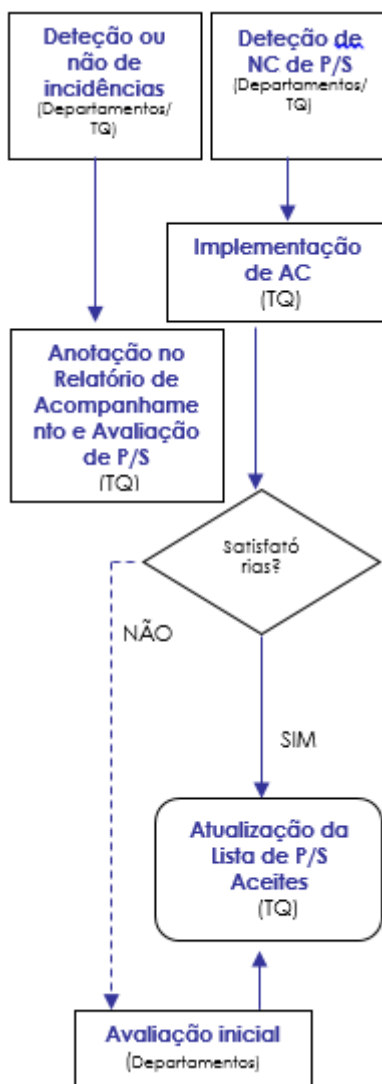 Deteção ou
não de
incidências
(Departamentos/
TQ)
Deteção de
NC de P/S
(Departamentos/
TQ)
Implementação
de AC
(TQ)
Anotação no
Relatório de
Acompanhame
nto e Avaliação
de P/S
(TQ)
Satisfató
rias?
NÃO
SIM
Atualização da
Lista de P/S
Aceites
(TQ)
Avaliação inicial
(Departamentos)